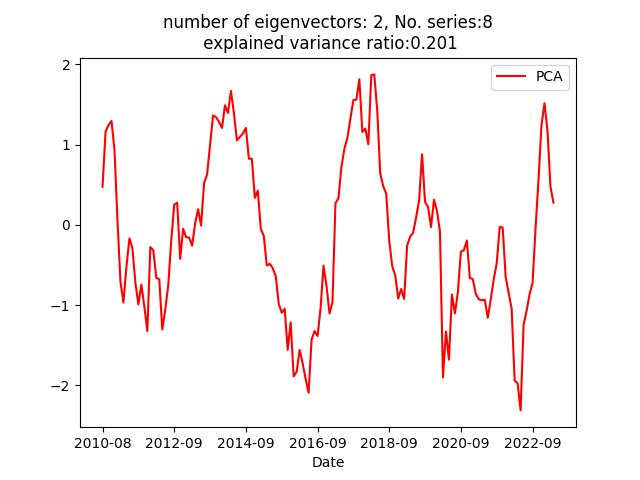 number of eigenvectors: 2, No. series:8
explained variance ratio:0.201
PCA
2
1
0
−1
−2
2010-08 2012-09 2014-09 2016-09 2018-09 2020-09 2022-09
Date